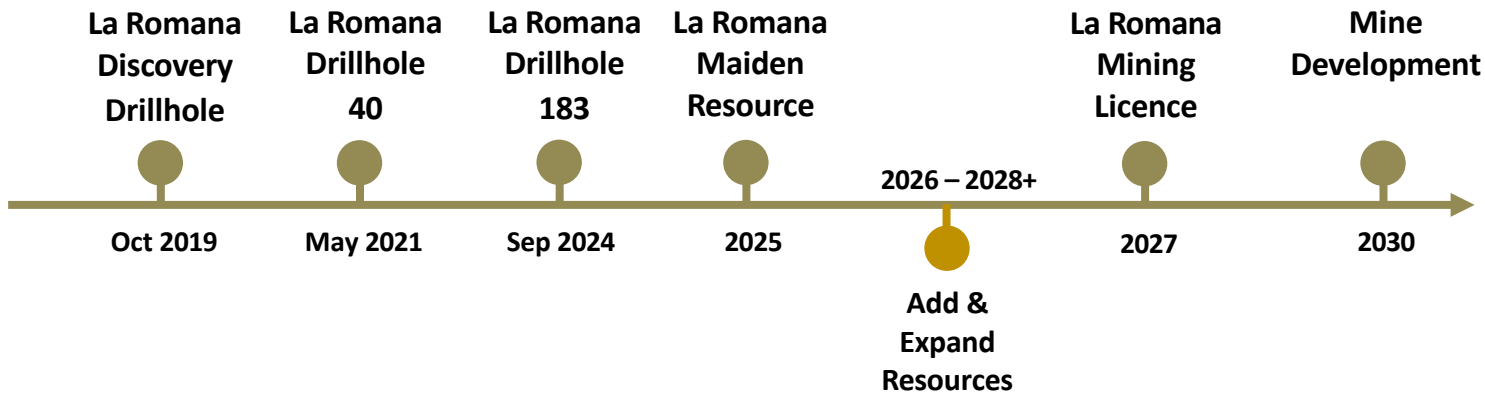 La Romana
Discovery
Drillhole
La Romana
Drillhole
40
La Romana
Drillhole
183
La Romana
Maiden
Resource
2026 – 2028+
La Romana
Mining
Licence
Mine
Development
Oct 2019
May 2021
Sep 2024
2025
Add &
Expand
Resources
2027
2030